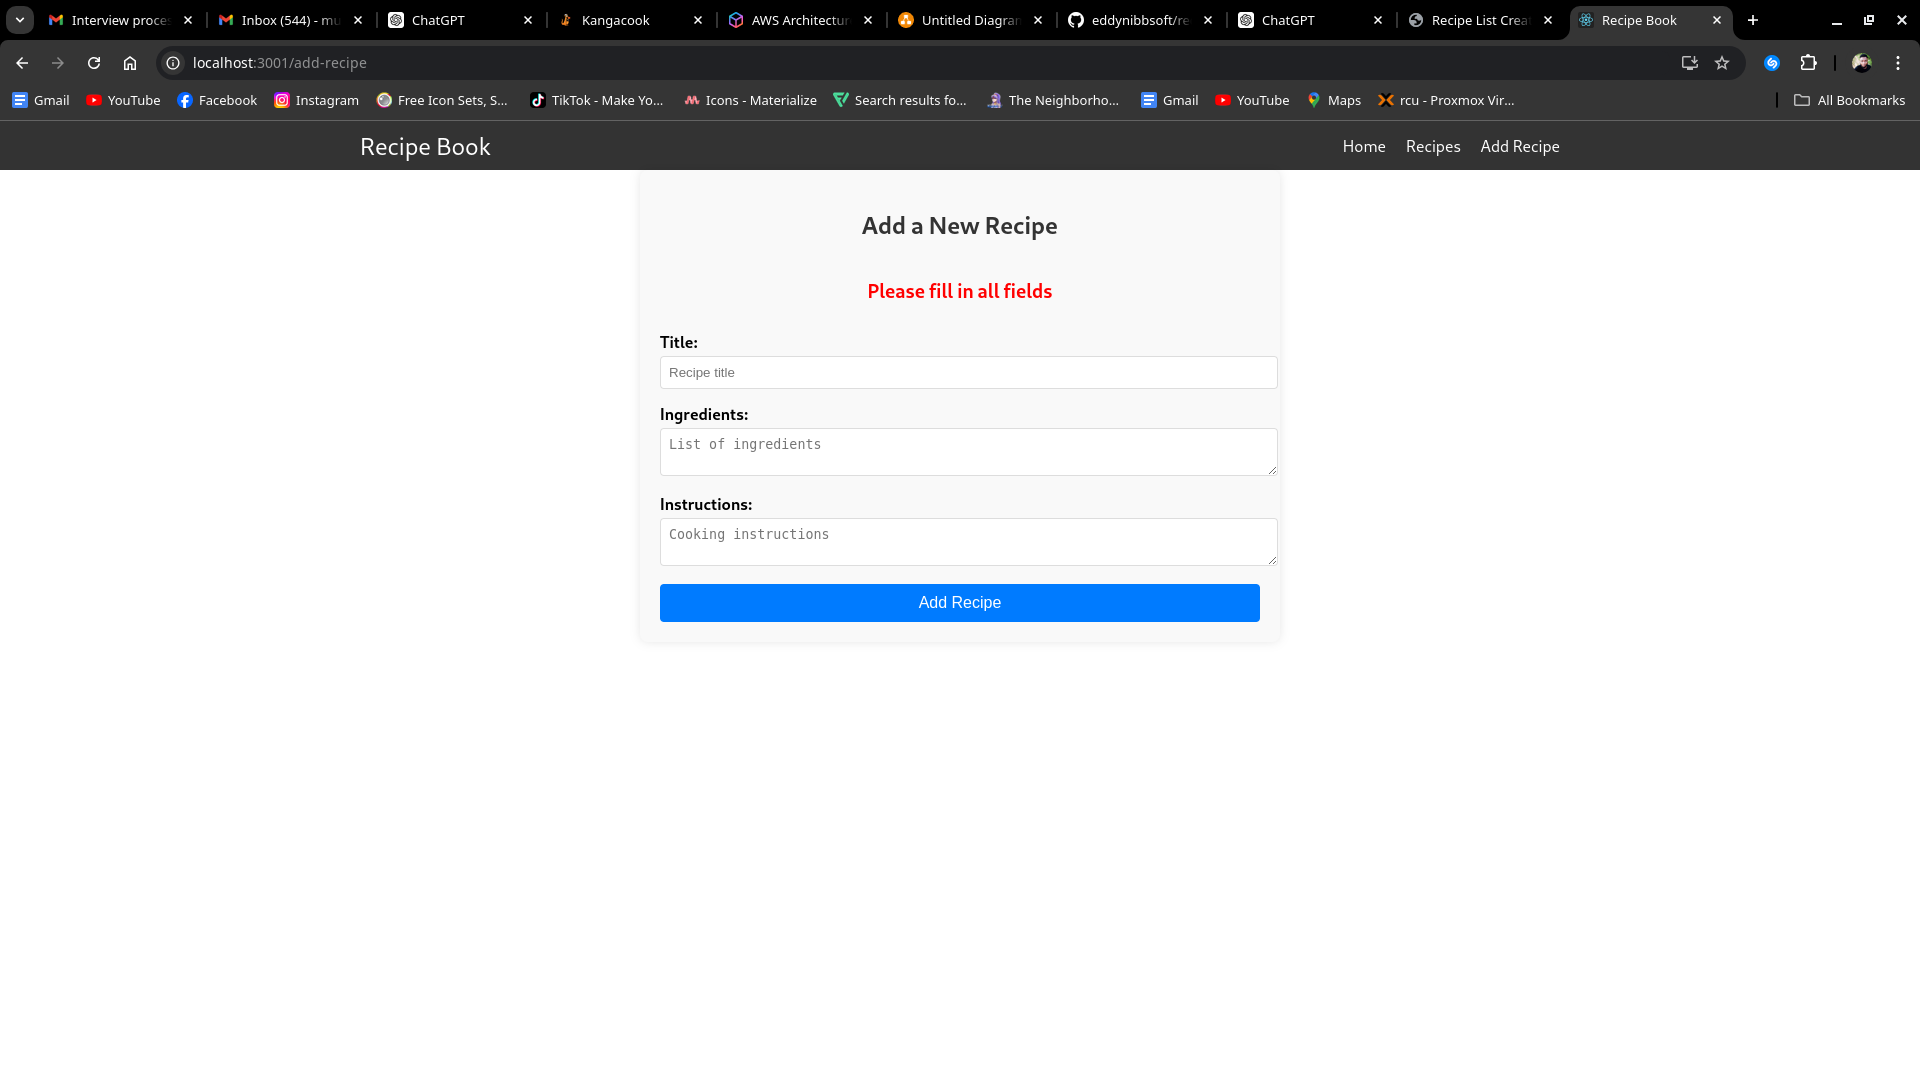 Interview proces
Inbox (544) - mu
ChatGPT
Kangacook
AWS Architectur
Untitled Diagran
eddynibbsoft/re
ChatGPT
Recipe List Crea
Recipe Book
localhost:3001/add-recipe
Gmail
YouTube
Facebook
Instagram
Free Icon Sets, S...
TikTok - Make Yo...
Icons - Materialize
Search results fo...
The Neighborho...
Gmail
YouTube
Maps
rcu - Proxmox Vir...
All Bookmarks
Recipe Book
Home
Recipes
Add Recipe
Add a New Recipe
Please fill in all fields
Title:
Recipe title
Ingredients:
List of ingredients
Instructions:
Cooking instructions
Add Recipe